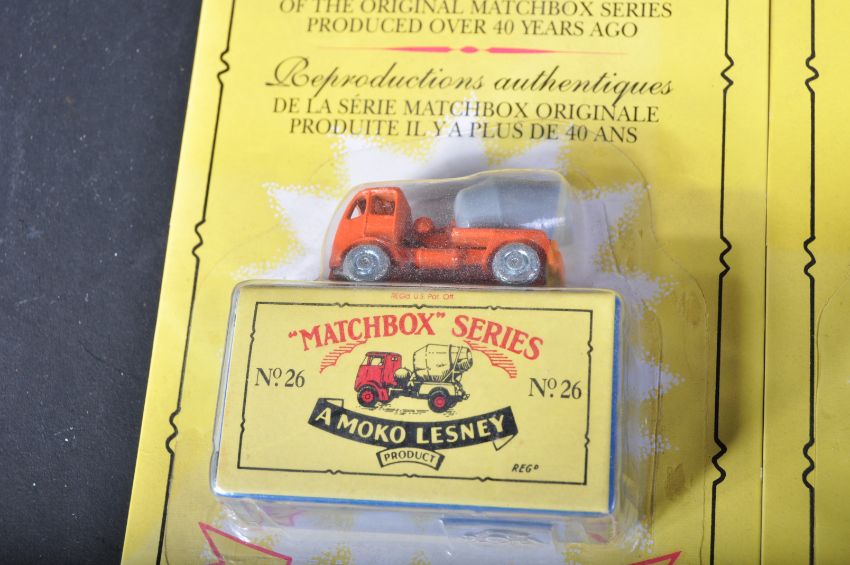 OF THE ORIGINAL MATCHBOX SERIES
PRODUCED OVER 40 YEARS AGO
Reproductions authentiques
DE LA SÉRIE MATCHBOX ORIGINALE
PRODUITE IL Y A PLUS DE 40 ANS
REGd. U.S. Pat. Off.
"MATCHBOX" SERIES
No. 26
No. 26
A MOKO LESNEY
PRODUCT
REGD